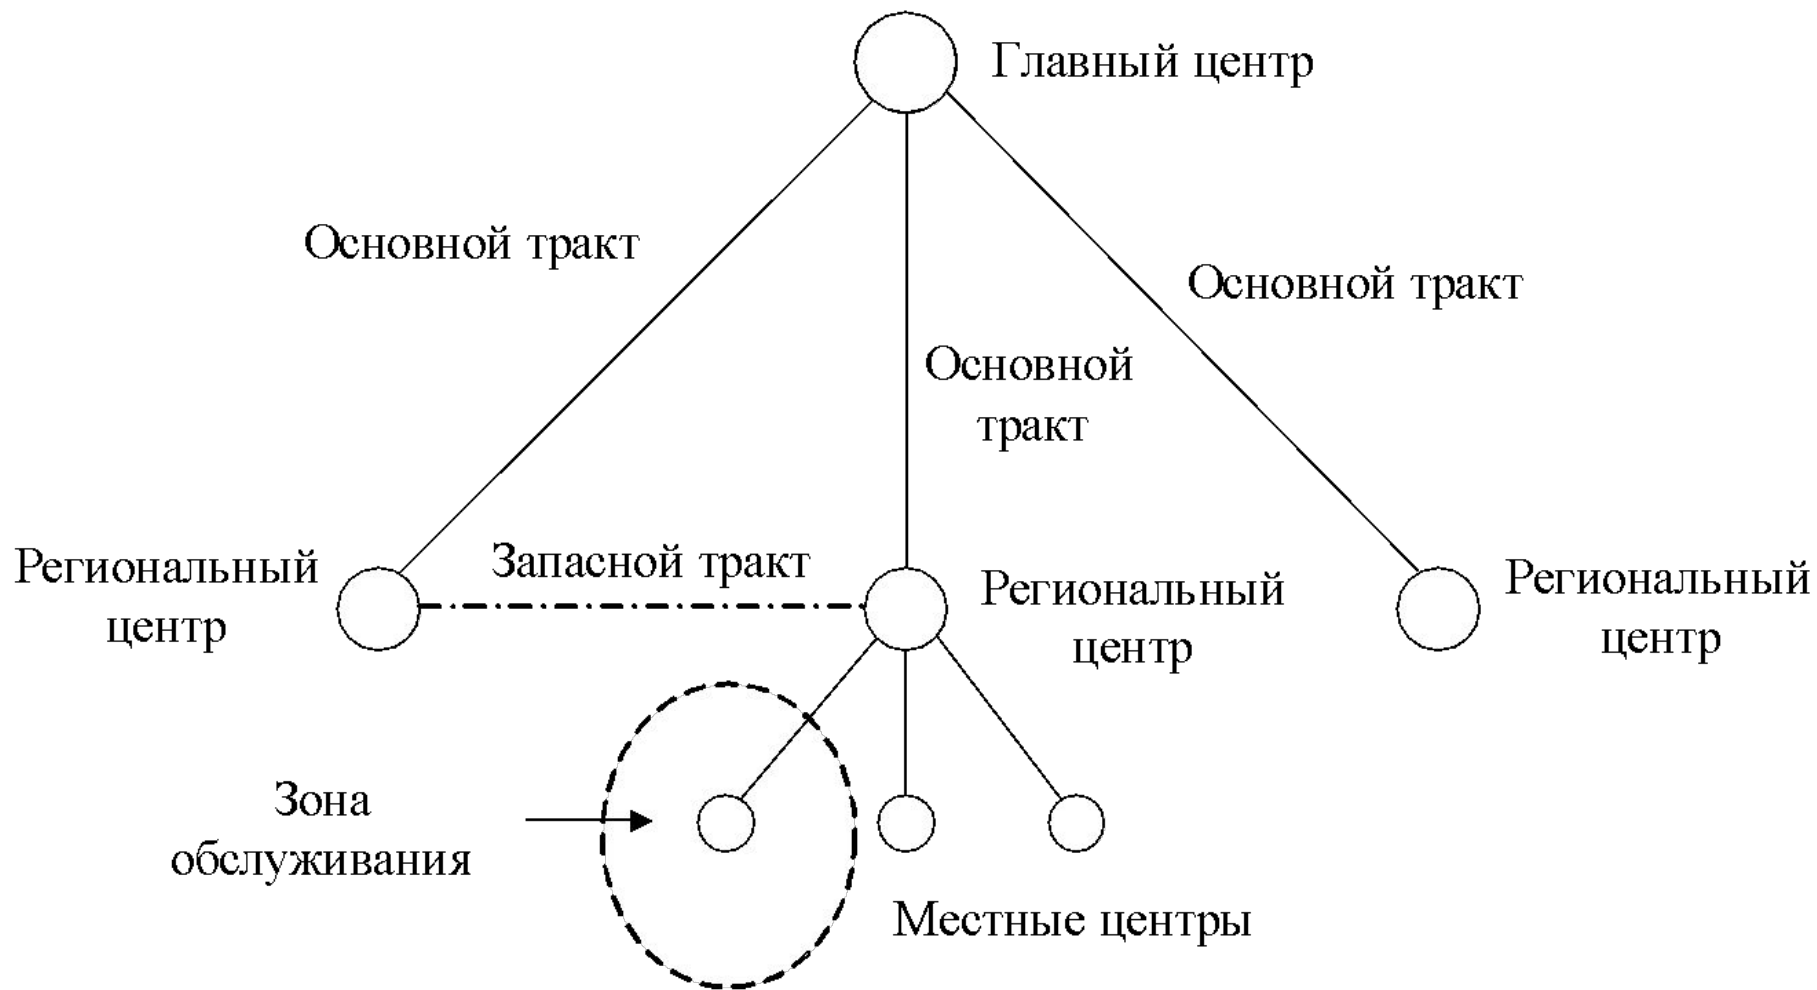 Главный центр
Основной тракт
Основной тракт
Основной
тракт
Региональный
центр
Запасной тракт
Региональный
центр
Региональный
центр
Зона
обслуживания
Местные центры